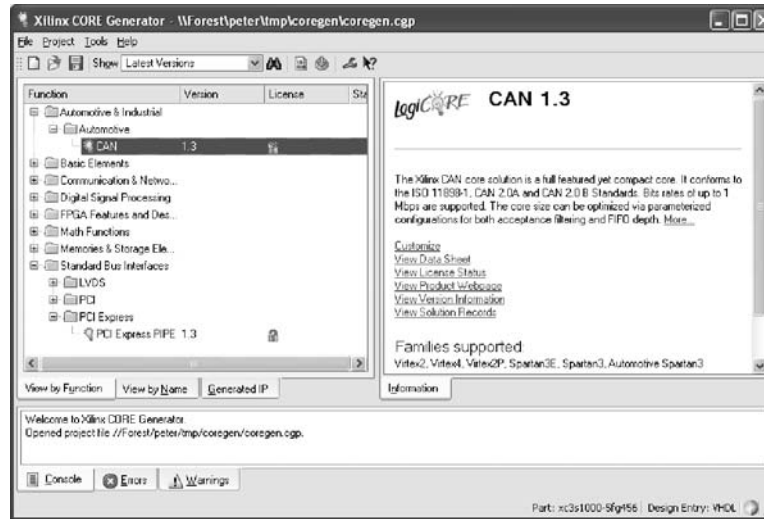 Xilinx CORE Generator - \\Forest\peter\tmp\coregen\coregen.cgp
File Project Tools Help
Show Latest Versions
Function Version License Sta
Automotive & Industrial
Automotive
CAN 1.3
Basic Elements
Communication & Netwo...
Digital Signal Processing
FPGA Features and Des...
Math Functions
Memories & Storage Ele...
Standard Bus Interfaces
LVDS
PCI
PCI Express
PCI Express PIPE 1.3
View by Function View by Name Generated IP
logiCORE CAN 1.3
The Xilinx CAN core solution is a full featured yet compact core. It conforms to
the ISO 11898-1, CAN 2.0A and CAN 2.0 B Standards. Bits rates of up to 1
Mbps are supported. The core size can be optimized via parameterized
configurations for both acceptance filtering and FIFO depth. More...
Customize
View Data Sheet
View License Status
View Product Webpage
View Version Information
View Solution Records
Families supported
Virtex2, Virtex4, Virtex2P, Spartan3E, Spartan3, Automotive Spartan3
Information
Welcome to Xilinx CORE Generator.
Opened project file //Forest/peter/tmp/coregen/coregen.cgp.
Console Errors Warnings
Part: xc3s1000-5fg456 Design Entry: VHDL